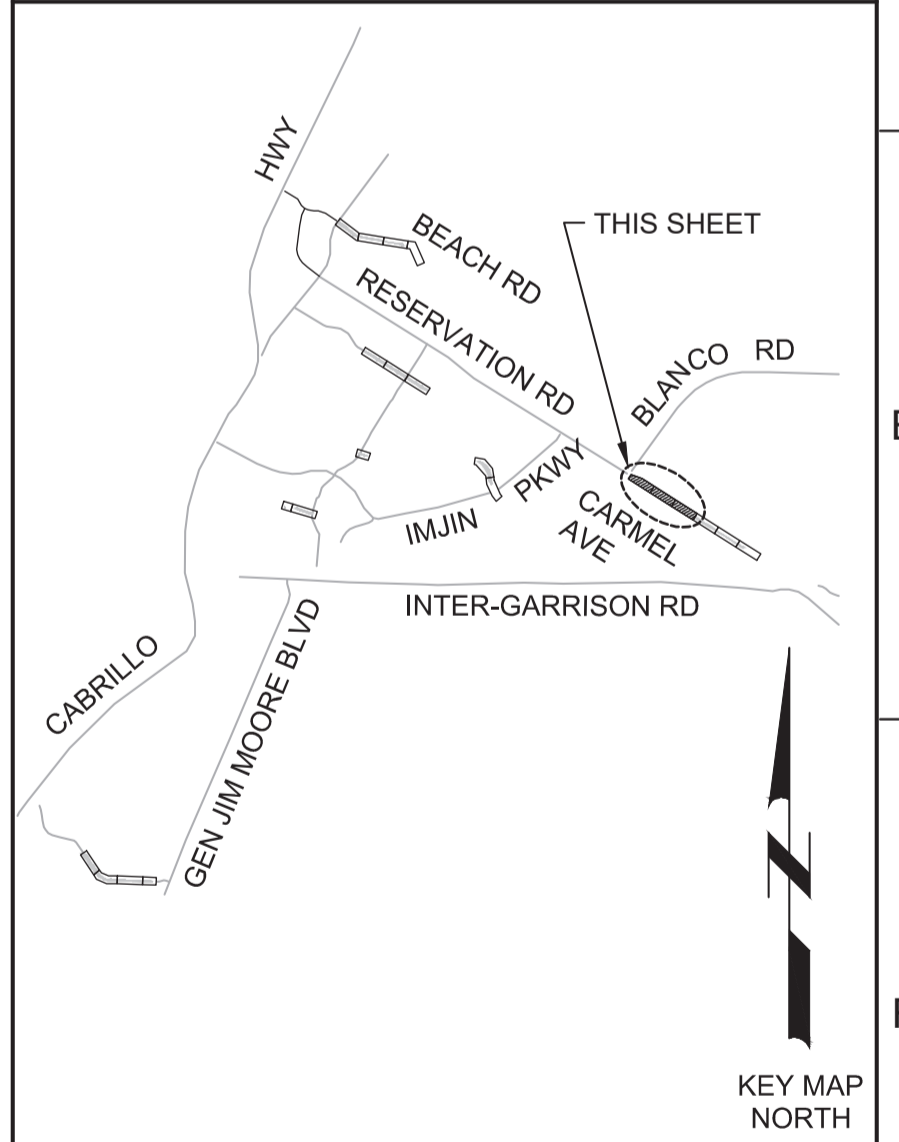 HWY
BEACH RD
THIS SHEET
RESERVATION RD
BLANCO RD
IMJIN PKWY
CARMEL
AVE
INTER-GARRISON RD
CABRILLO
GEN JIM MOORE BLVD
N
KEY MAP
NORTH